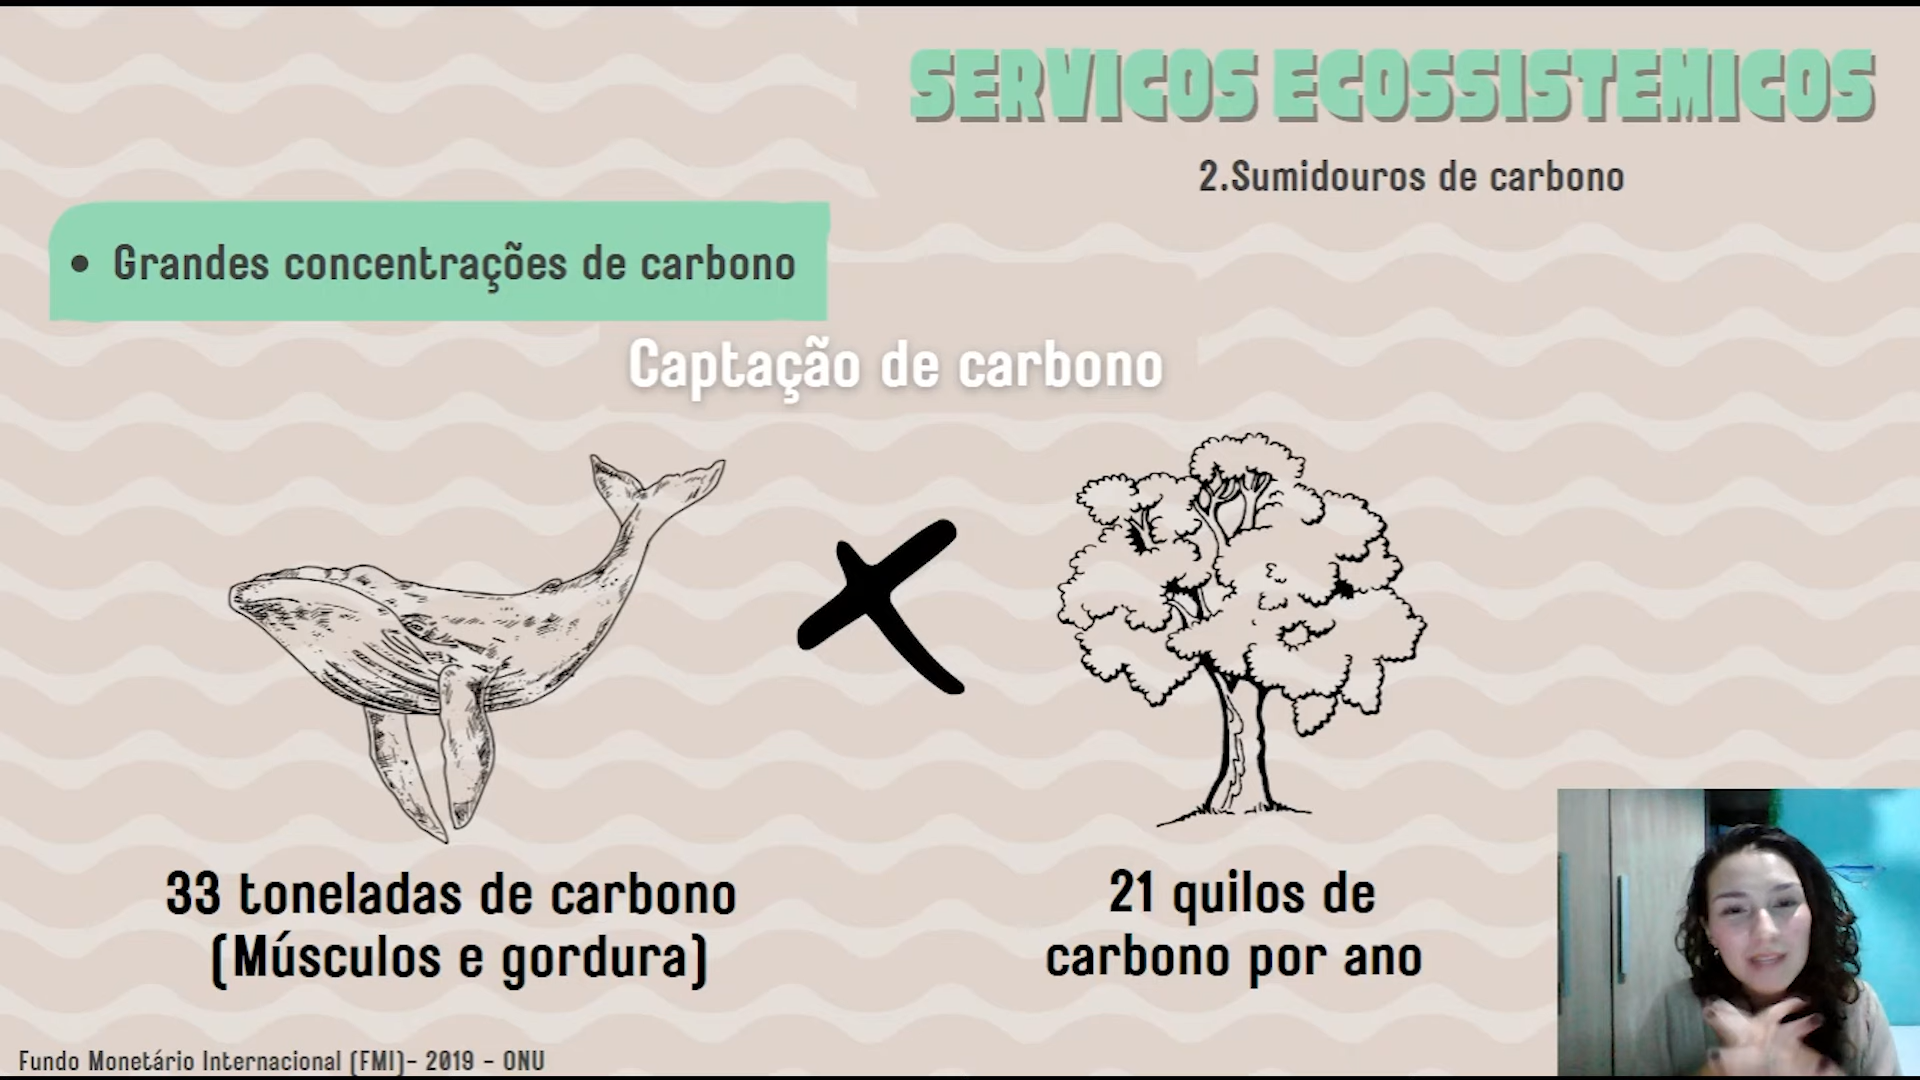 SERVICOS ECOSSISTEMICOS
2.Sumidouros de carbono
• Grandes concentrações de carbono
Captação de carbono
33 toneladas de carbono
(Músculos e gordura)
21 quilos de
carbono por ano
Fundo Monetário Internacional (FMI)- 2019 - ONU